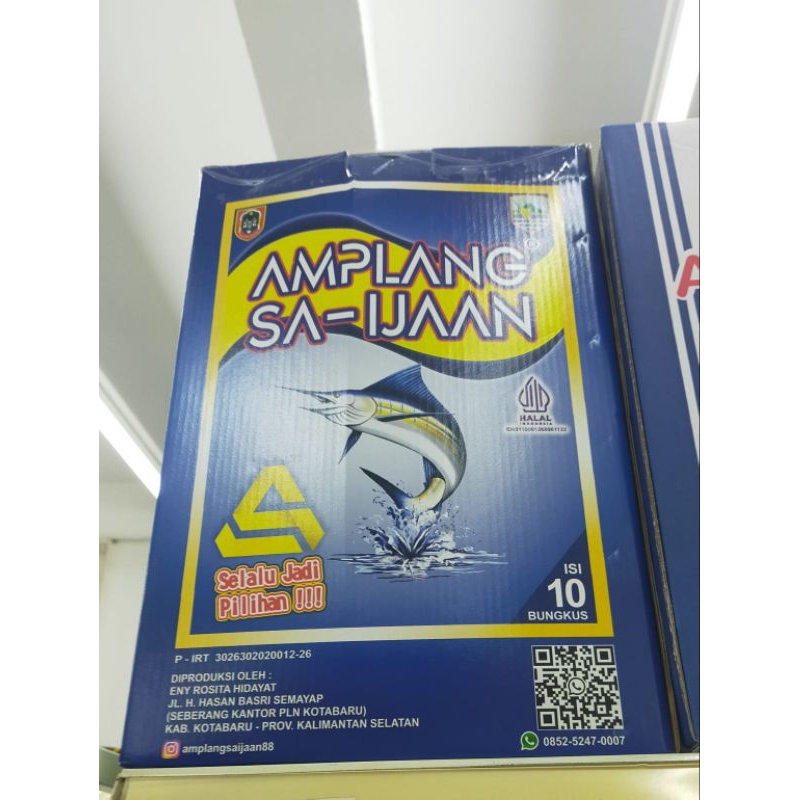 AMPLANG®
SA-IJAAN
HALAL
INDONESIA
Selalu Jadi
Pilihan !!!
ISI
10
BUNGKUS
P - IRT 3026302020012-26
DIPRODUKSI OLEH :
ENY ROSITA HIDAYAT
JL. H. HASAN BASRI SEMAYAP
(SEBERANG KANTOR PLN KOTABARU)
KAB. KOTABARU - PROV. KALIMANTAN SELATAN
amplangsaijaan88
0852-5247-0007
A